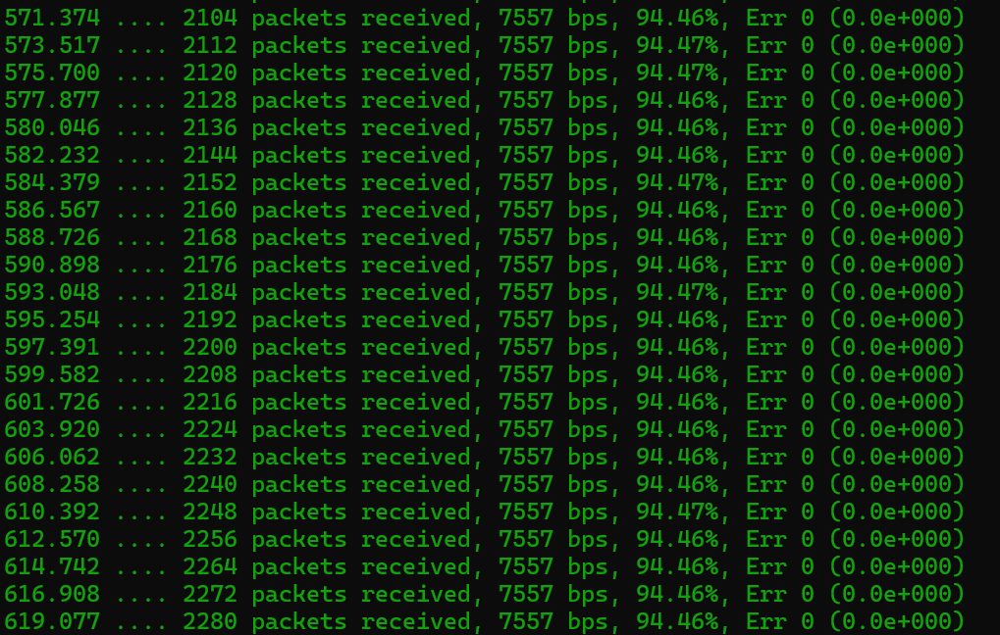 571.374 .... 2104 packets received, 7557 bps, 94.46%, Err 0 (0.0e+000)
573.517 .... 2112 packets received, 7557 bps, 94.47%, Err 0 (0.0e+000)
575.700 .... 2120 packets received, 7557 bps, 94.47%, Err 0 (0.0e+000)
577.877 .... 2128 packets received, 7557 bps, 94.46%, Err 0 (0.0e+000)
580.046 .... 2136 packets received, 7557 bps, 94.46%, Err 0 (0.0e+000)
582.232 .... 2144 packets received, 7557 bps, 94.46%, Err 0 (0.0e+000)
584.379 .... 2152 packets received, 7557 bps, 94.47%, Err 0 (0.0e+000)
586.567 .... 2160 packets received, 7557 bps, 94.46%, Err 0 (0.0e+000)
588.726 .... 2168 packets received, 7557 bps, 94.46%, Err 0 (0.0e+000)
590.898 .... 2176 packets received, 7557 bps, 94.46%, Err 0 (0.0e+000)
593.048 .... 2184 packets received, 7557 bps, 94.47%, Err 0 (0.0e+000)
595.254 .... 2192 packets received, 7557 bps, 94.46%, Err 0 (0.0e+000)
597.391 .... 2200 packets received, 7557 bps, 94.46%, Err 0 (0.0e+000)
599.582 .... 2208 packets received, 7557 bps, 94.46%, Err 0 (0.0e+000)
601.726 .... 2216 packets received, 7557 bps, 94.46%, Err 0 (0.0e+000)
603.920 .... 2224 packets received, 7557 bps, 94.46%, Err 0 (0.0e+000)
606.062 .... 2232 packets received, 7557 bps, 94.46%, Err 0 (0.0e+000)
608.258 .... 2240 packets received, 7557 bps, 94.46%, Err 0 (0.0e+000)
610.392 .... 2248 packets received, 7557 bps, 94.47%, Err 0 (0.0e+000)
612.570 .... 2256 packets received, 7557 bps, 94.46%, Err 0 (0.0e+000)
614.742 .... 2264 packets received, 7557 bps, 94.46%, Err 0 (0.0e+000)
616.908 .... 2272 packets received, 7557 bps, 94.46%, Err 0 (0.0e+000)
619.077 .... 2280 packets received, 7557 bps, 94.46%, Err 0 (0.0e+000)